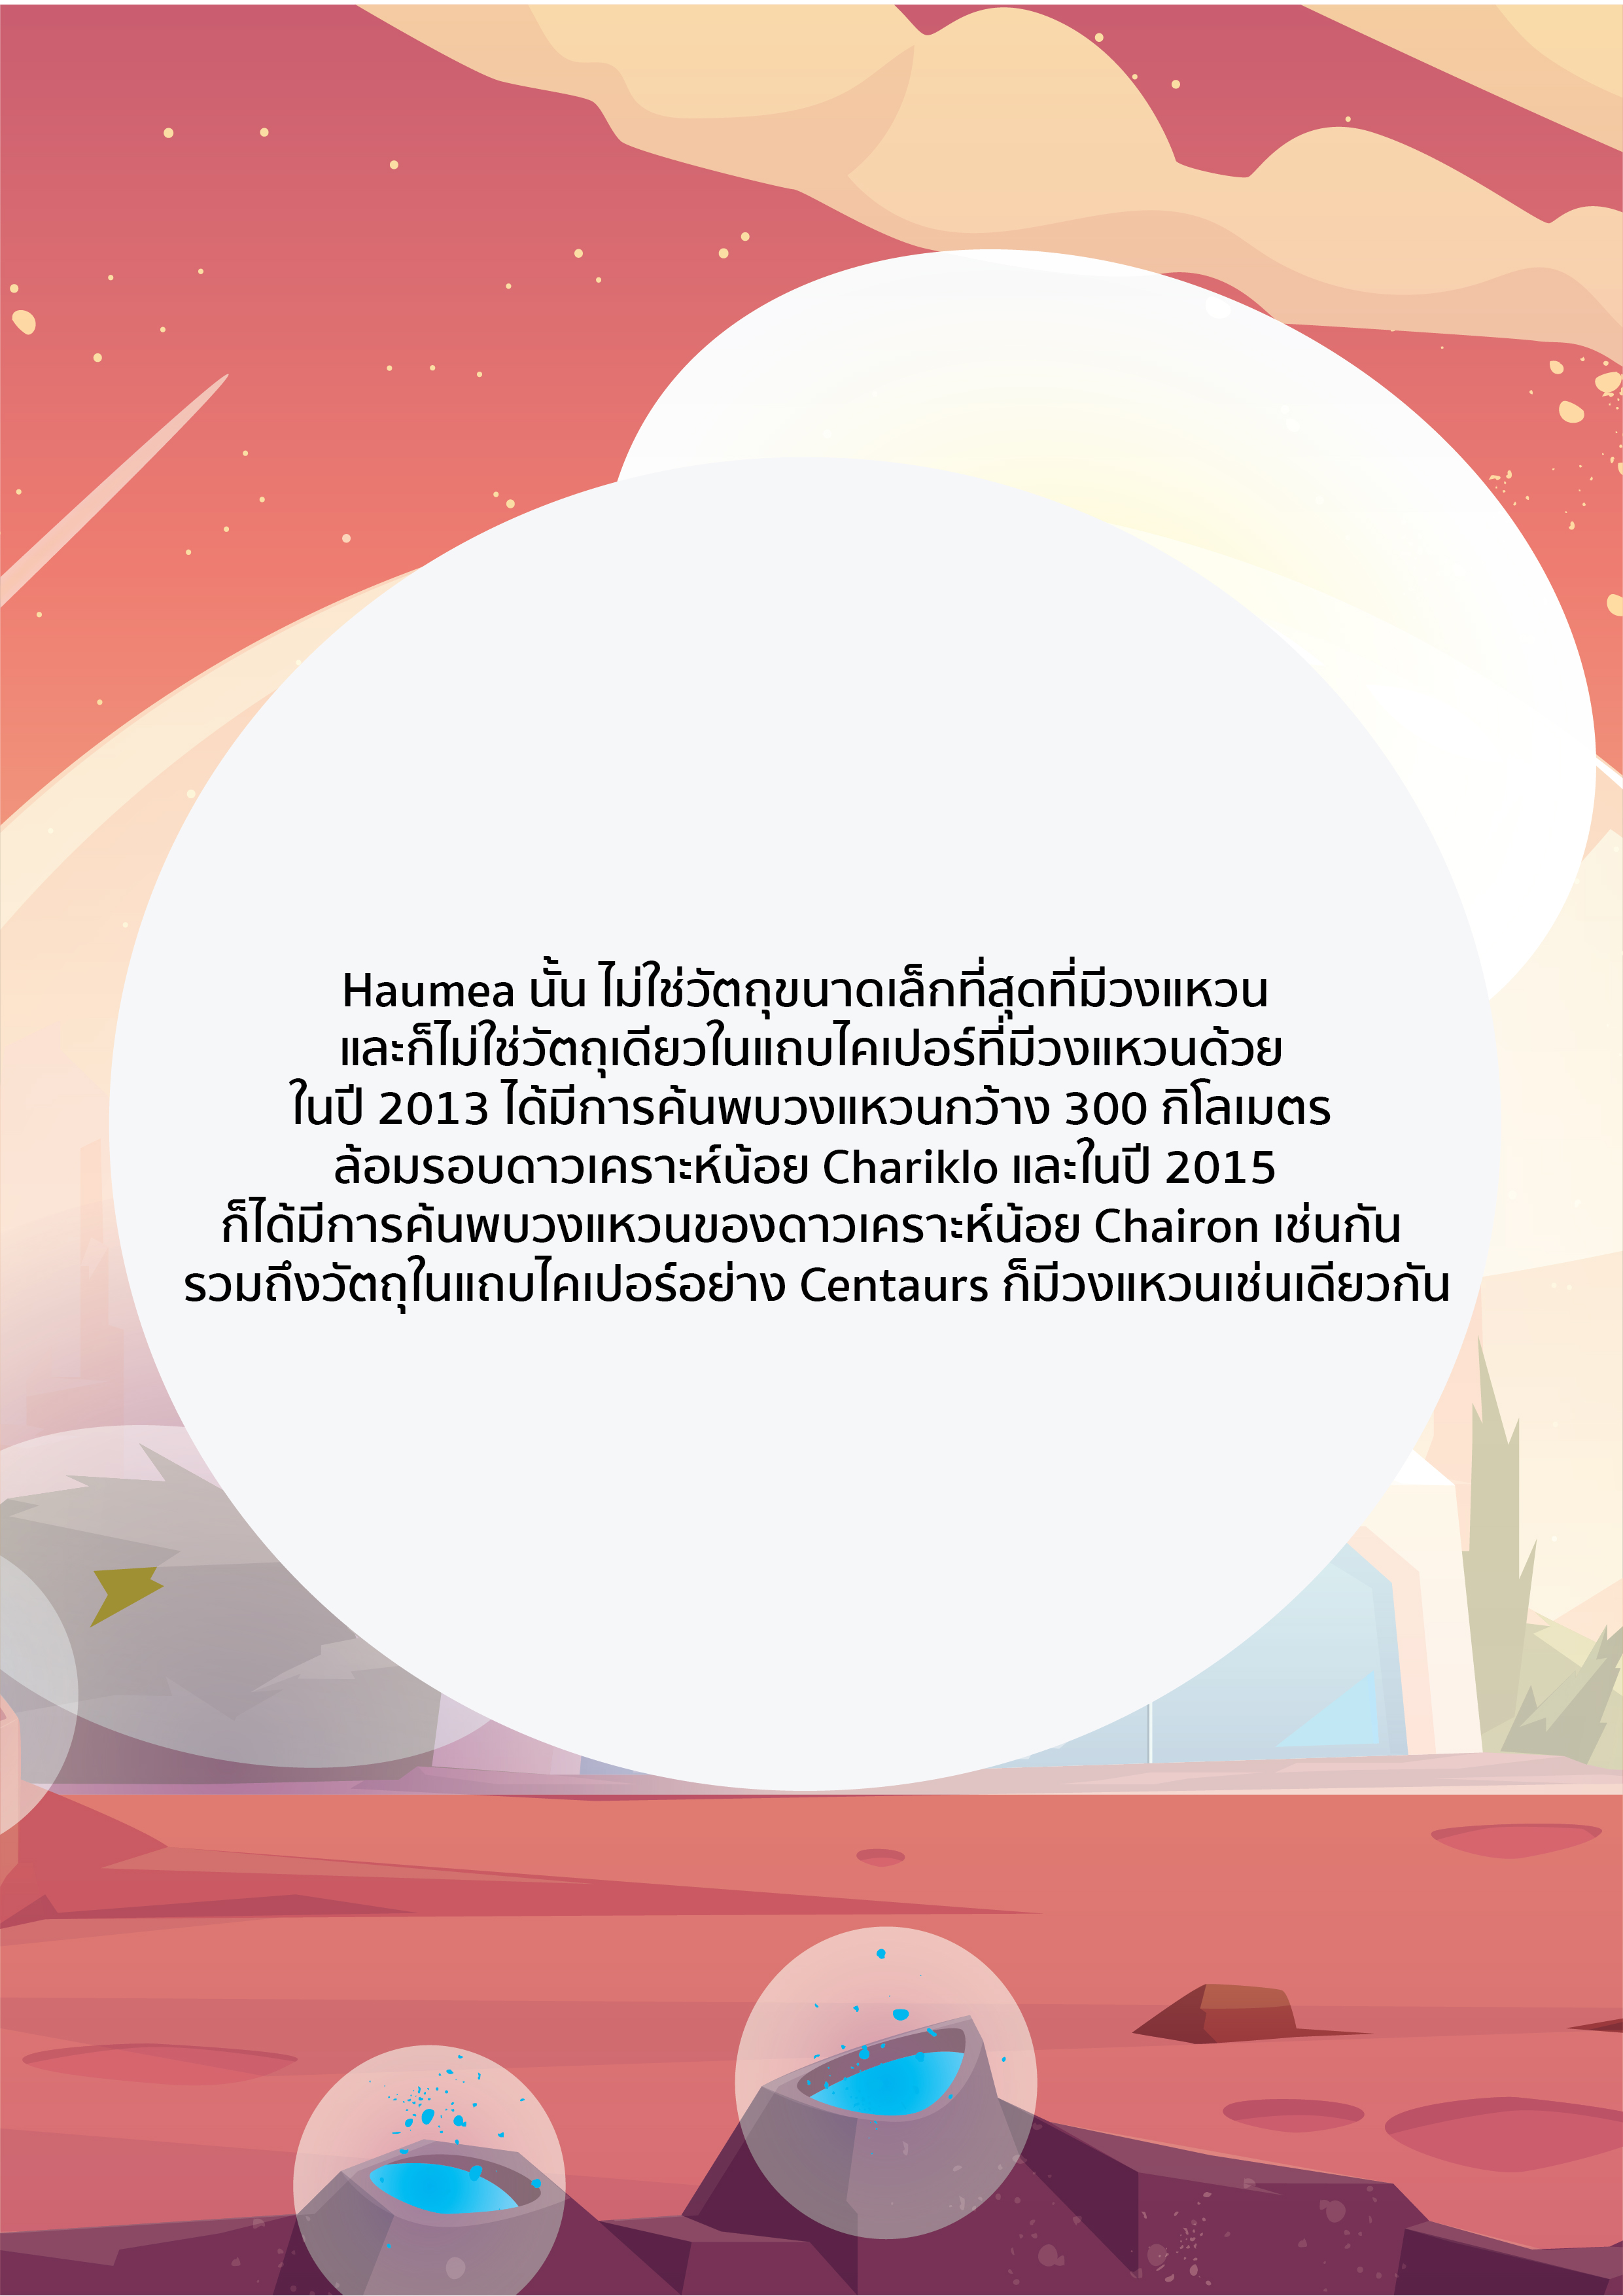 Haumea นั้น ไม่ใช่วัตถุขนาดเล็กที่สุดที่มีวงแหวน
และก็ไม่ใช่วัตถุเดียวในแถบไคเปอร์ที่มีวงแหวนด้วย
ในปี 2013 ได้มีการค้นพบวงแหวนกว้าง 300 กิโลเมตร
ล้อมรอบดาวเคราะห์น้อย Chariklo และในปี 2015
ก็ได้มีการค้นพบวงแหวนของดาวเคราะห์น้อย Chairon เช่นกัน
รวมถึงวัตถุในแถบไคเปอร์อย่าง Centaurs ก็มีวงแหวนเช่นเดียวกัน